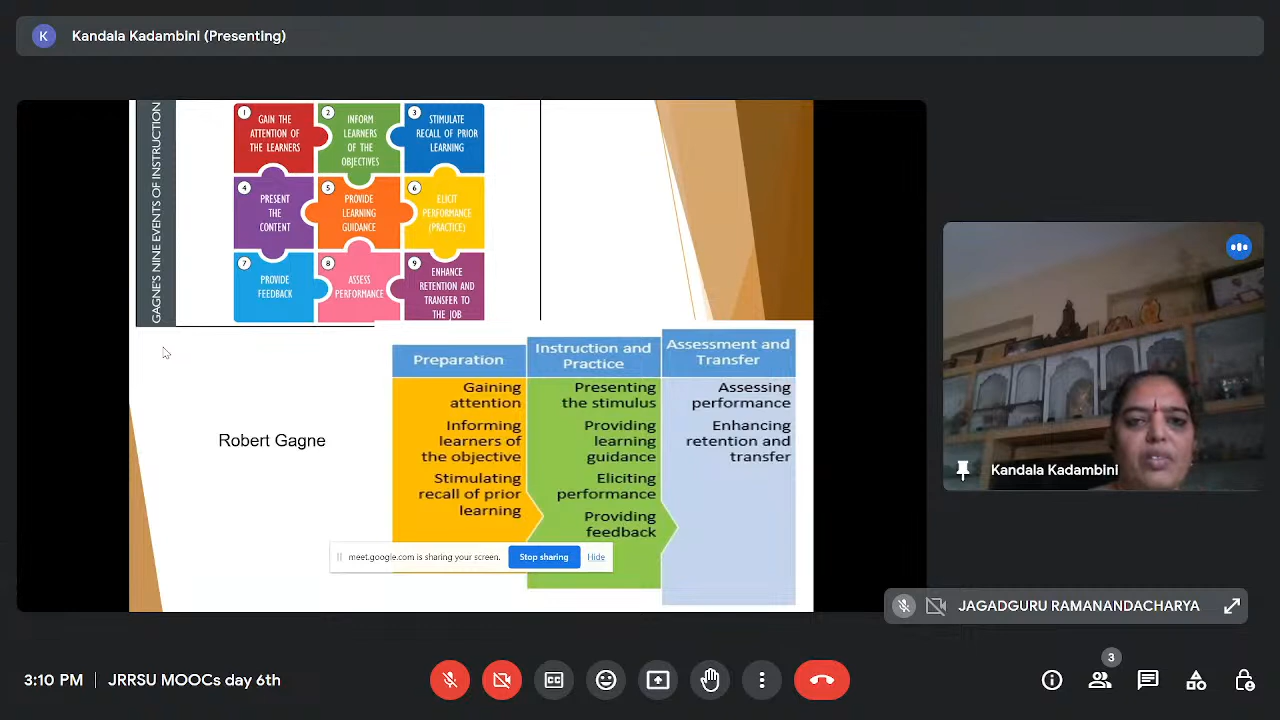 K
Kandala Kadambini (Presenting)
GAGNE'S NINE EVENTS OF INSTRUCTION
1
GAIN THE
ATTENTION OF
THE LEARNERS
2
INFORM
LEARNERS
OF THE
OBJECTIVES
3
STIMULATE
RECALL OF PRIOR
LEARNING
4
PRESENT
THE
CONTENT
5
PROVIDE
LEARNING
GUIDANCE
6
ELICIT
PERFORMANCE
(PRACTICE)
7
PROVIDE
FEEDBACK
8
ASSESS
PERFORMANCE
9
ENHANCE
RETENTION AND
TRANSFER TO
THE JOB
Robert Gagne
Preparation
Gaining
attention
Informing
learners of
the objective
Stimulating
recall of prior
learning
Instruction and
Practice
Presenting
the stimulus
Providing
learning
guidance
Eliciting
performance
Providing
feedback
Assessment and
Transfer
Assessing
performance
Enhancing
retention and
transfer
meet.google.com is sharing your screen.
Stop sharing
Hide
Kandala Kadambini
JAGADGURU RAMANANDACHARYA
3:10 PM
JRRSU MOOCs day 6th
3